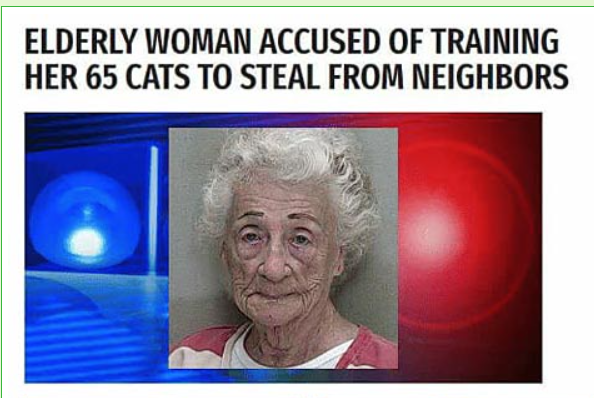 ELDERLY WOMAN ACCUSED OF TRAINING
HER 65 CATS TO STEAL FROM NEIGHBORS